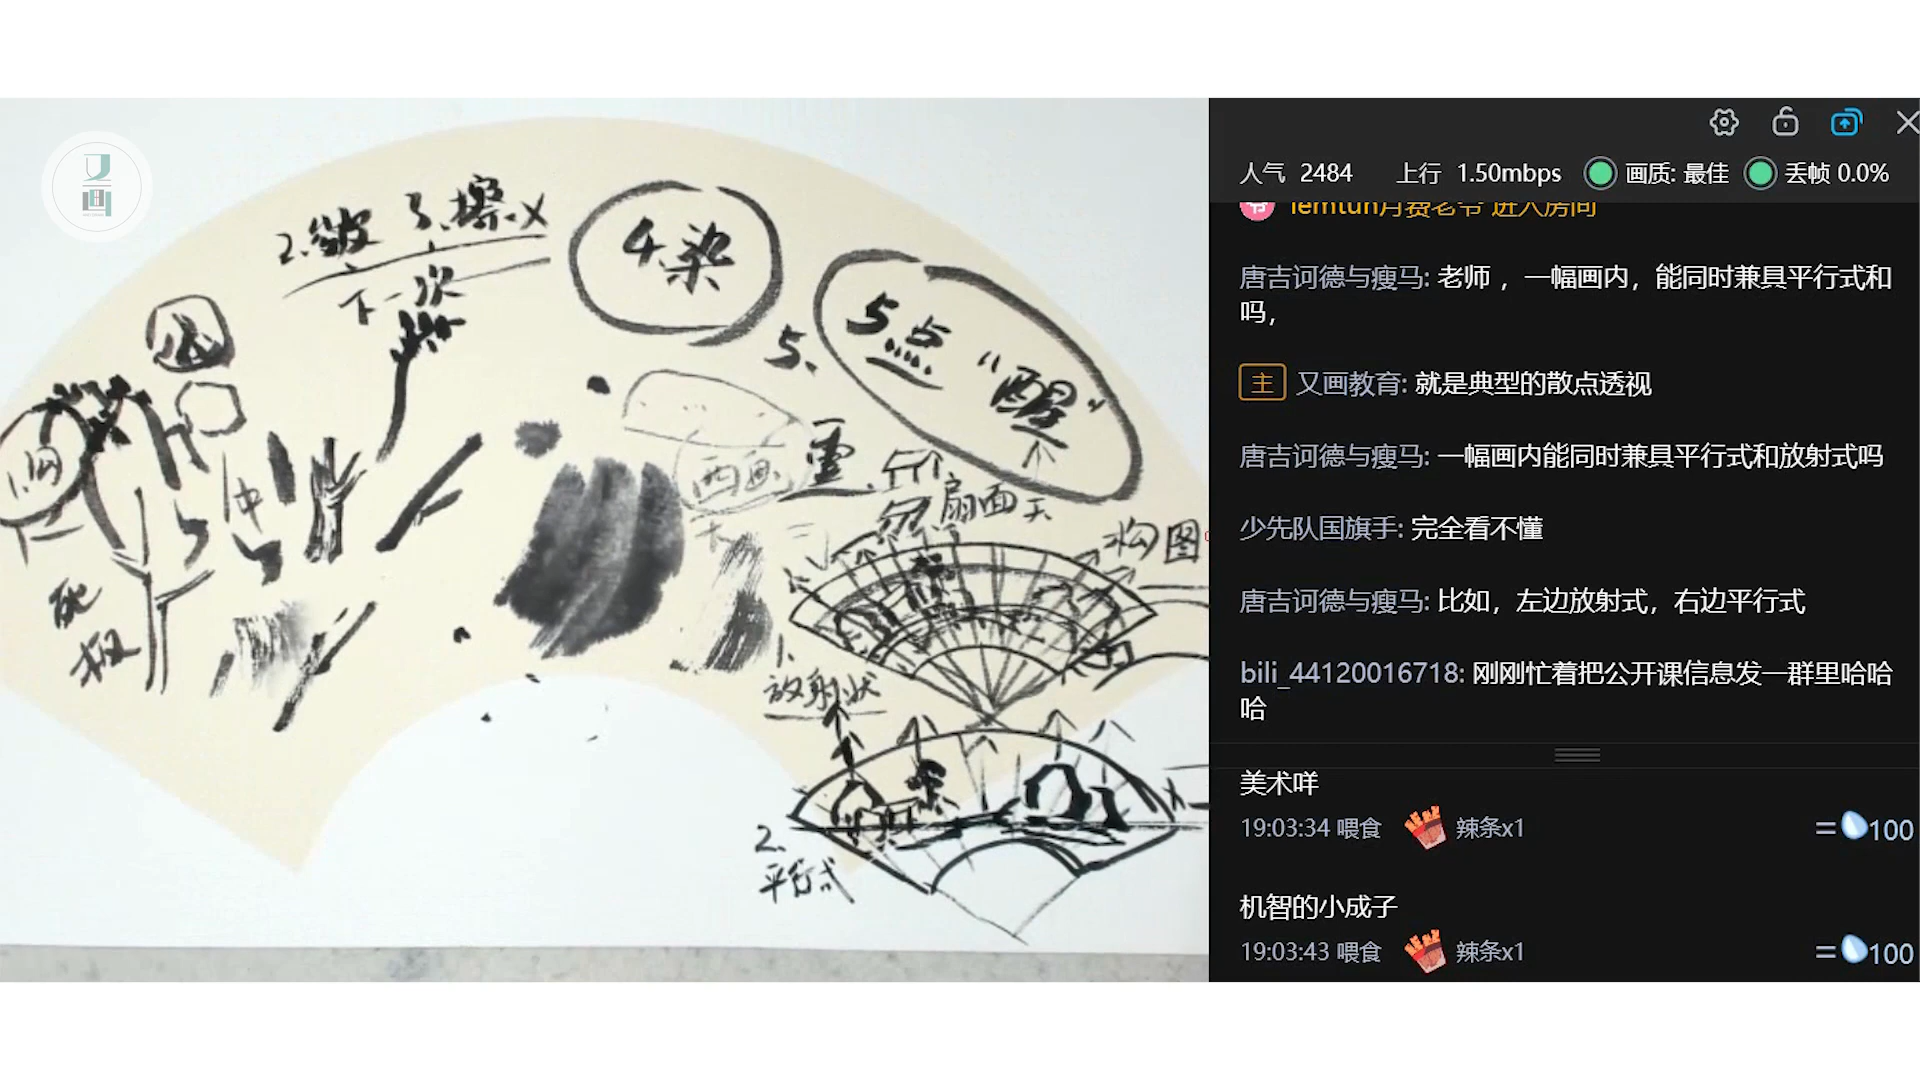 又画
2.皴 3.擦
下一次
4.染
5、
5点“醒”
西画
雪
扇面
构图
中
死板
1.
放射状
2.
平行式
人气 2484 上行 1.50mbps 画质: 最佳 丢帧 0.0%
唐吉诃德与瘦马: 老师 ，一幅画内，能同时兼具平行式和
吗，
主 又画教育: 就是典型的散点透视
唐吉诃德与瘦马: 一幅画内能同时兼具平行式和放射式吗
少先队国旗手: 完全看不懂
唐吉诃德与瘦马: 比如，左边放射式，右边平行式
bili_44120016718: 刚刚忙着把公开课信息发一群里哈哈
哈
美术咩
19:03:34 喂食 辣条x1 =100
机智的小成子
19:03:43 喂食 辣条x1 =100